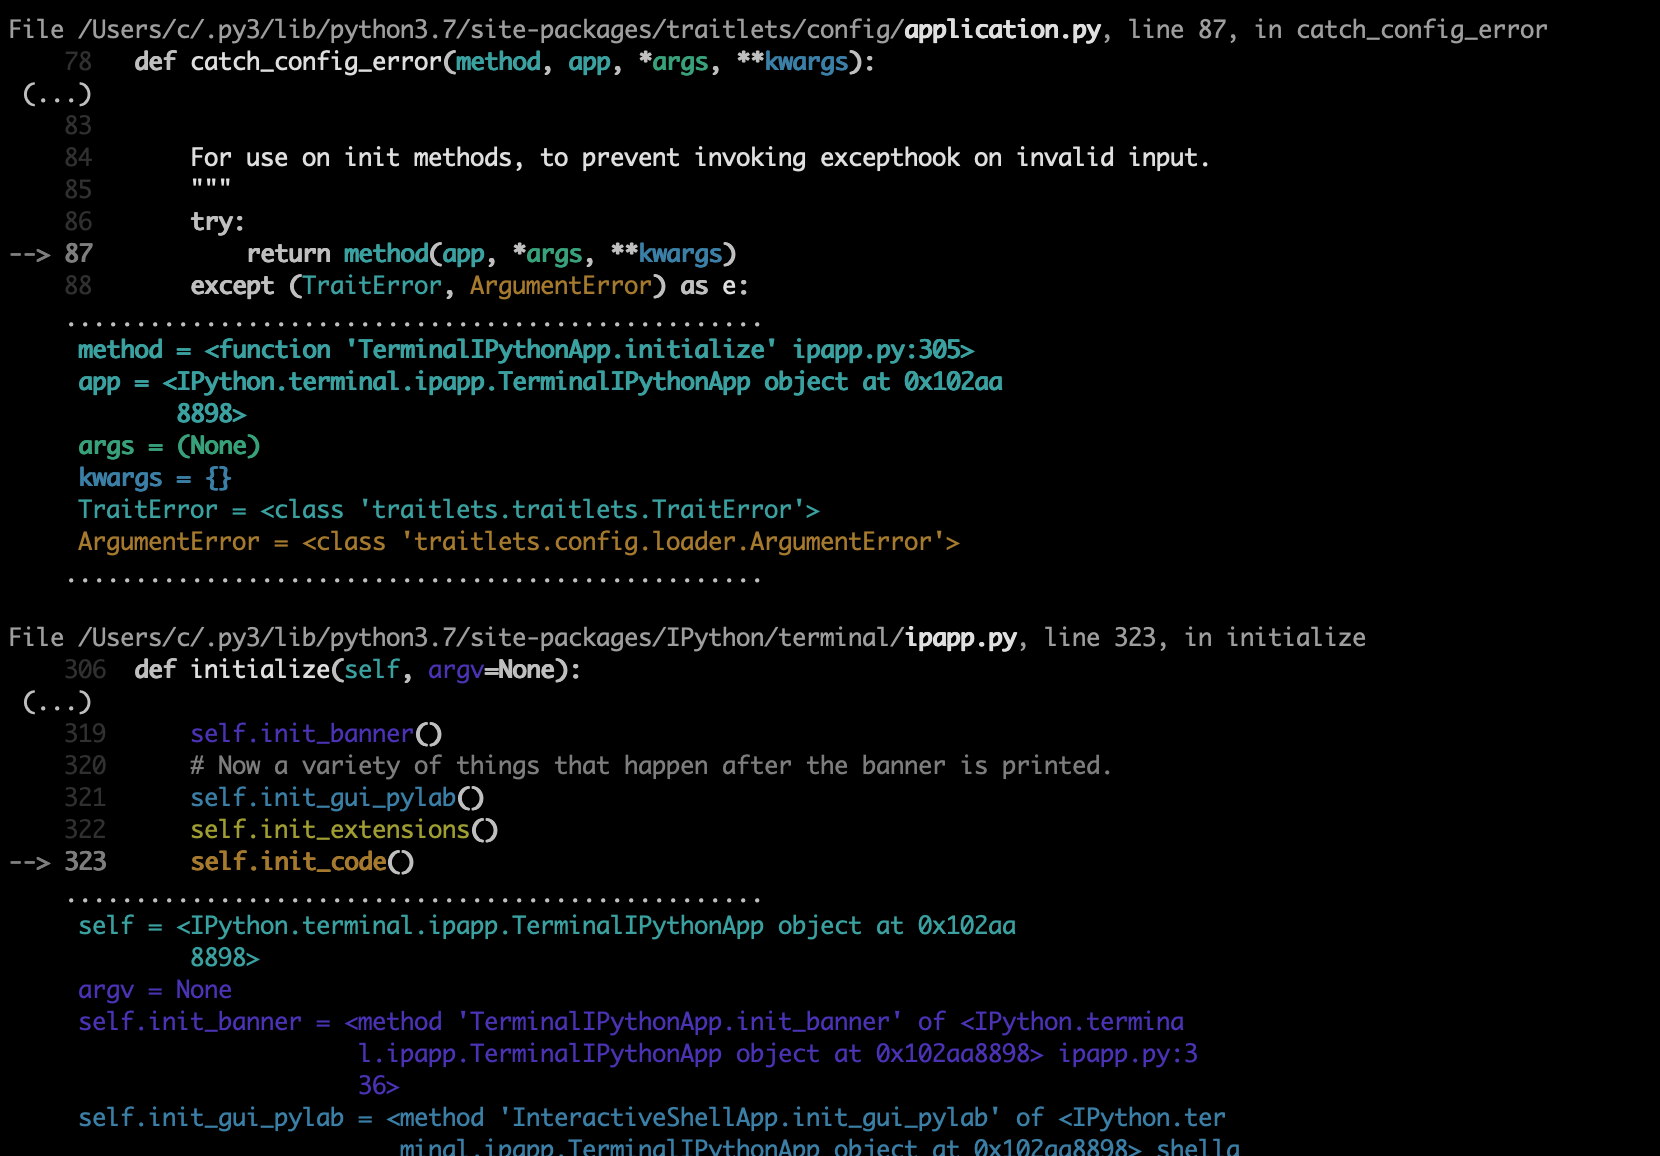 File /Users/c/.py3/lib/python3.7/site-packages/traitlets/config/application.py, line 87, in catch_config_error
    78   def catch_config_error(method, app, *args, **kwargs):
 (...)
    83
    84       For use on init methods, to prevent invoking excepthook on invalid input.
    85       """
    86       try:
--> 87           return method(app, *args, **kwargs)
    88       except (TraitError, ArgumentError) as e:
    ..................................................
     method = <function 'TerminalIPythonApp.initialize' ipapp.py:305>
     app = <IPython.terminal.ipapp.TerminalIPythonApp object at 0x102aa
            8898>
     args = (None)
     kwargs = {}
     TraitError = <class 'traitlets.traitlets.TraitError'>
     ArgumentError = <class 'traitlets.config.loader.ArgumentError'>
    ..................................................

File /Users/c/.py3/lib/python3.7/site-packages/IPython/terminal/ipapp.py, line 323, in initialize
    306  def initialize(self, argv=None):
 (...)
    319      self.init_banner()
    320      # Now a variety of things that happen after the banner is printed.
    321      self.init_gui_pylab()
    322      self.init_extensions()
--> 323      self.init_code()
    ..................................................
     self = <IPython.terminal.ipapp.TerminalIPythonApp object at 0x102aa
             8898>
     argv = None
     self.init_banner = <method 'TerminalIPythonApp.init_banner' of <IPython.termina
                         l.ipapp.TerminalIPythonApp object at 0x102aa8898> ipapp.py:3
                         36>
     self.init_gui_pylab = <method 'InteractiveShellApp.init_gui_pylab' of <IPython.ter
                            minal.ipapp.TerminalIPythonApp object at 0x102aa8898> shella